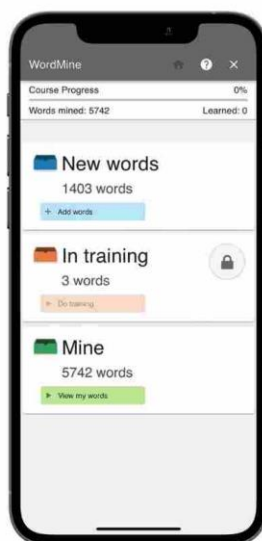 WordMine
Course Progress 0%
Words mined: 5742 Learned: 0
New words
1403 words
+ Add words
In training
3 words
Do training
Mine
5742 words
View my words